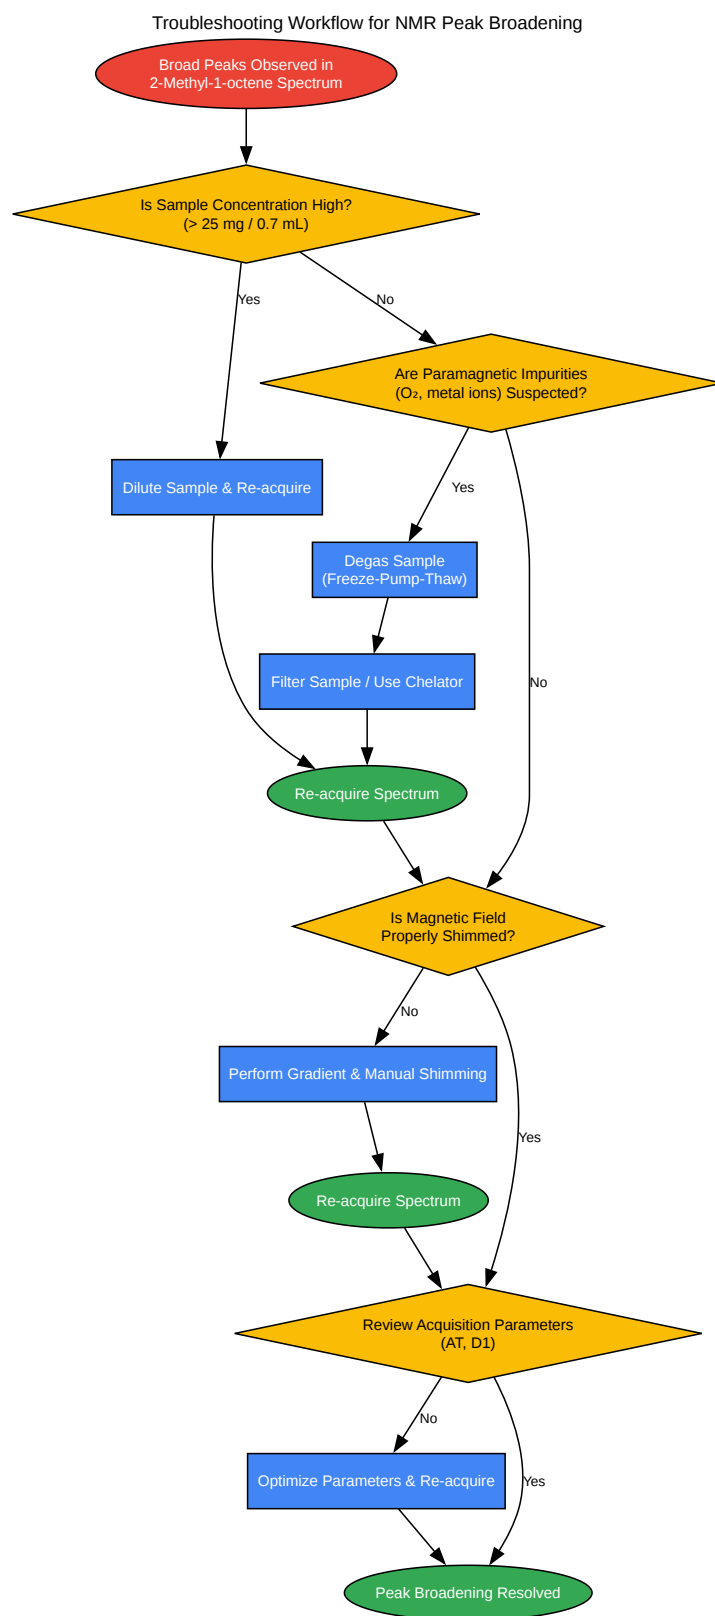 Troubleshooting Workflow for NMR Peak Broadening
Broad Peaks Observed in
2-Methyl-1-octene Spectrum
Is Sample Concentration High?
(> 25 mg / 0.7 mL)
Yes
No
Are Paramagnetic Impurities
(O₂, metal ions) Suspected?
Dilute Sample & Re-acquire
Yes
Degas Sample
(Freeze-Pump-Thaw)
Filter Sample / Use Chelator
No
Re-acquire Spectrum
Is Magnetic Field
Properly Shimmed?
No
Perform Gradient & Manual Shimming
Yes
Re-acquire Spectrum
Review Acquisition Parameters
(AT, D1)
No
Optimize Parameters & Re-acquire
Yes
Peak Broadening Resolved